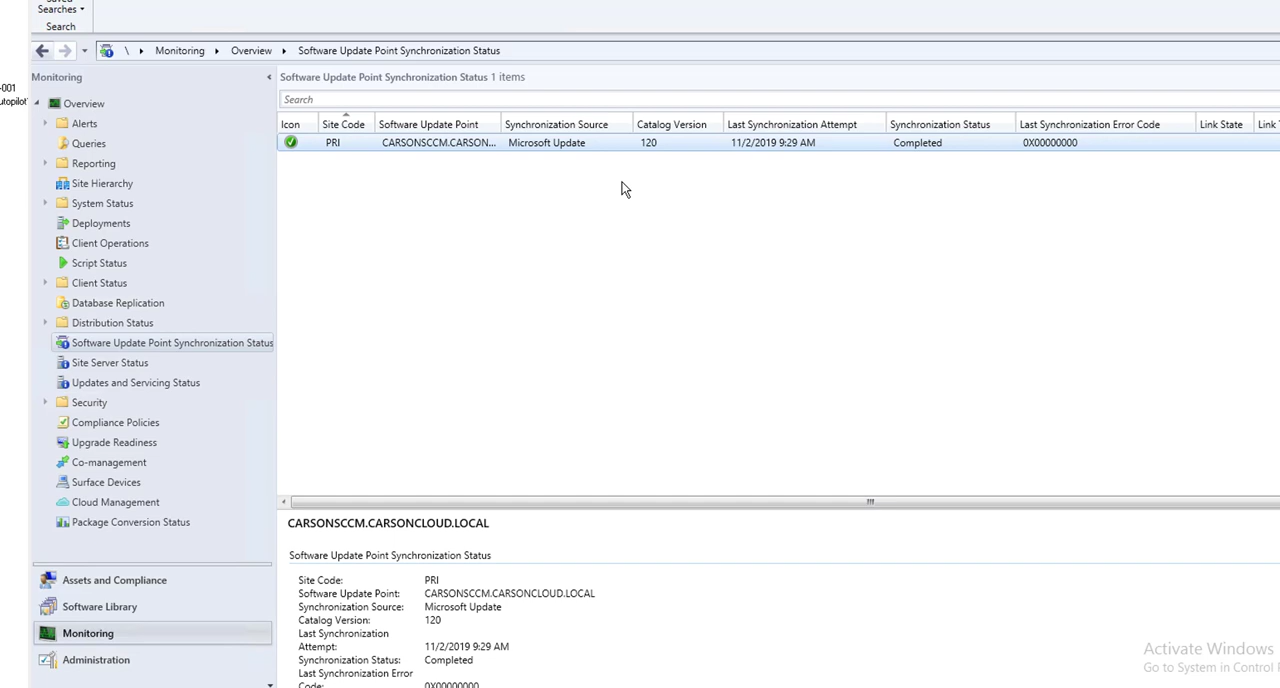 Saved
Searches
Search
\ Monitoring Overview Software Update Point Synchronization Status
-001
utopilot
Monitoring
Overview
Alerts
Queries
Reporting
Site Hierarchy
System Status
Deployments
Client Operations
Script Status
Client Status
Database Replication
Distribution Status
Software Update Point Synchronization Status
Site Server Status
Updates and Servicing Status
Security
Compliance Policies
Upgrade Readiness
Co-management
Surface Devices
Cloud Management
Package Conversion Status
Assets and Compliance
Software Library
Monitoring
Administration
Software Update Point Synchronization Status 1 items
Search
Icon Site Code Software Update Point Synchronization Source Catalog Version Last Synchronization Attempt Synchronization Status Last Synchronization Error Code Link State Link
PRI CARSONSCCM.CARSON... Microsoft Update 120 11/2/2019 9:29 AM Completed 0X00000000
CARSONSCCM.CARSONCLOUD.LOCAL
Software Update Point Synchronization Status
Site Code: PRI
Software Update Point: CARSONSCCM.CARSONCLOUD.LOCAL
Synchronization Source: Microsoft Update
Catalog Version: 120
Last Synchronization
Attempt: 11/2/2019 9:29 AM
Synchronization Status: Completed
Last Synchronization Error
Code: 0X00000000
Activate Windows
Go to System in Control